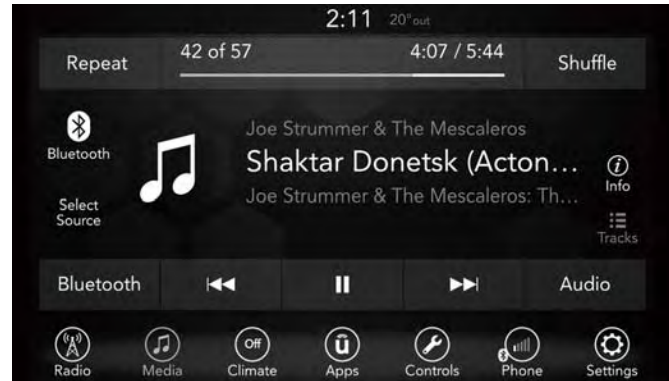 2:11 20°out
Repeat 42 of 57 4:07 / 5:44 Shuffle
Bluetooth
Joe Strummer & The Mescaleros
Shaktar Donetsk (Acton...
Joe Strummer & The Mescaleros: Th...
Info
Select
Source
Tracks
Bluetooth Audio
Off
Radio Media Climate Apps Controls Phone Settings